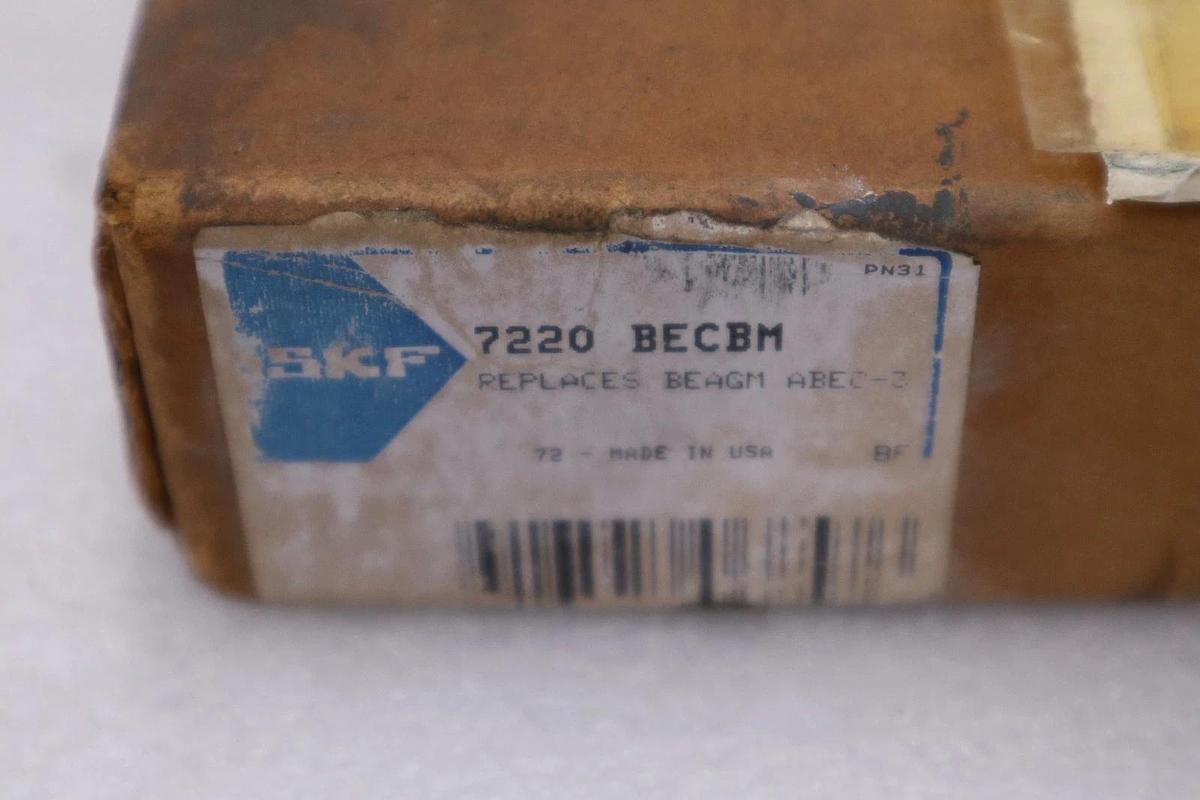 PN31
SKF
7220 BECBM
REPLACES BEAGM
72 - MADE IN USA